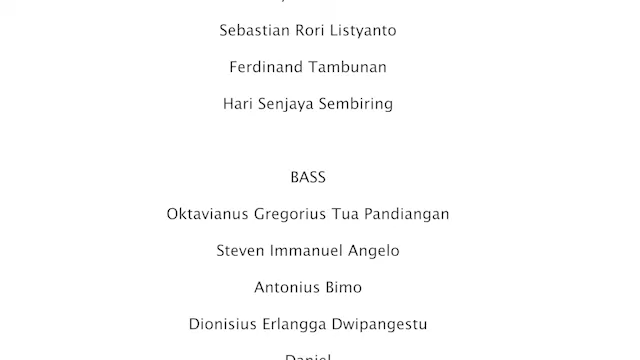 Sebastian Rori Listyanto
Ferdinand Tambunan
Hari Senjaya Sembiring
BASS
Oktavianus Gregorius Tua Pandiangan
Steven Immanuel Angelo
Antonius Bimo
Dionisius Erlangga Dwipangestu
Daniel